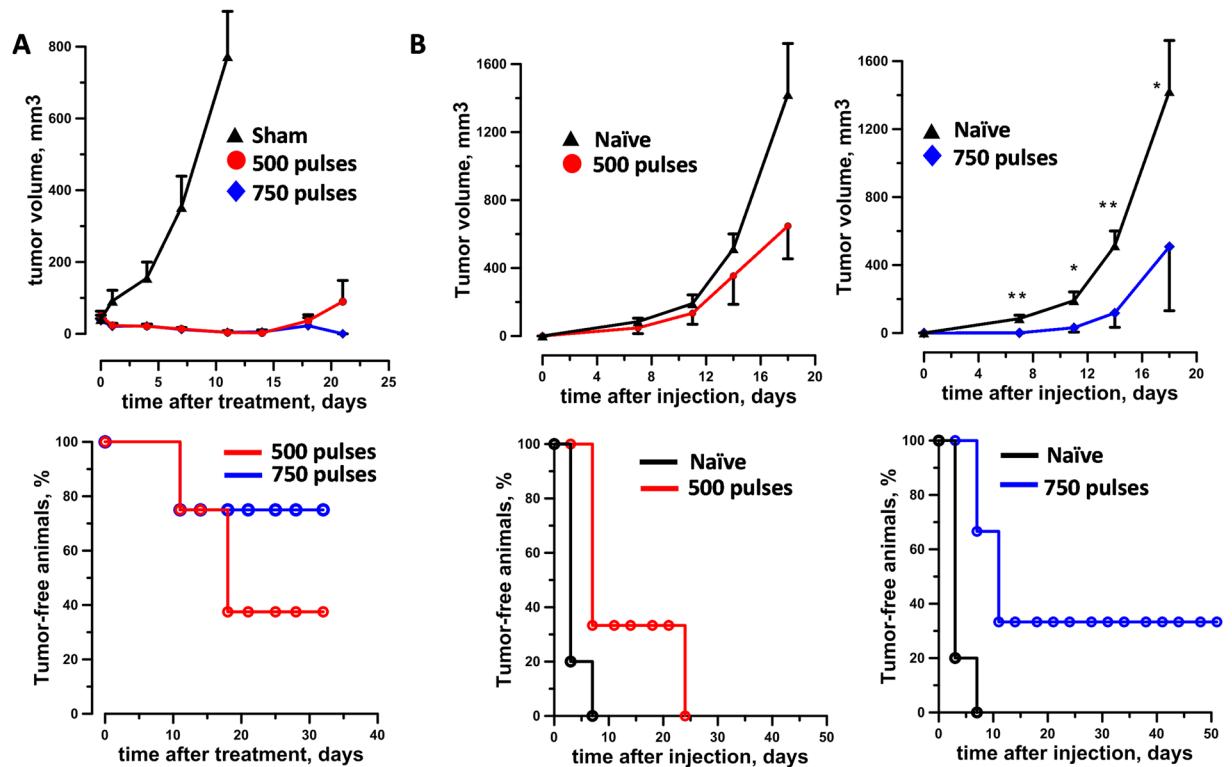 A
tumor volume, mm3
800
600
400
200
0
Sham
500 pulses
750 pulses
0 5 10 15 20 25
time after treatment, days
B
Tumor volume, mm3
1600
1200
800
400
0
Naïve
500 pulses
0 4 8 12 16 20
time after injection, days
Tumor volume, mm3
1600
1200
800
400
0
Naïve
750 pulses
** * ** *
0 4 8 12 16 20
time after injection, days
Tumor-free animals, %
100
80
60
40
20
0
500 pulses
750 pulses
0 10 20 30 40
time after treatment, days
Tumor-free animals, %
100
80
60
40
20
0
Naïve
500 pulses
0 10 20 30 40 50
time after injection, days
Tumor-free animals, %
100
80
60
40
20
0
Naïve
750 pulses
0 10 20 30 40 50
time after injection, days